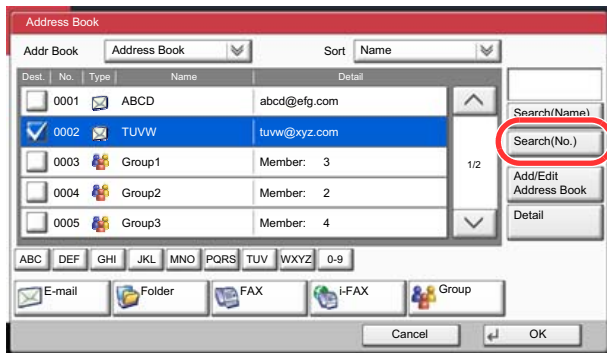 Address Book
Addr Book Address Book Sort Name
Dest. No. Type Name Detail
0001 ABCD abcd@efg.com
Search(Name)
0002 TUVW tuvw@xyz.com
Search(No.)
0003 Group1 Member: 3 1/2
Add/Edit
Address Book
0004 Group2 Member: 2
Detail
0005 Group3 Member: 4
ABC DEF GHI JKL MNO PQRS TUV WXYZ 0-9
E-mail Folder FAX i-FAX Group
Cancel OK